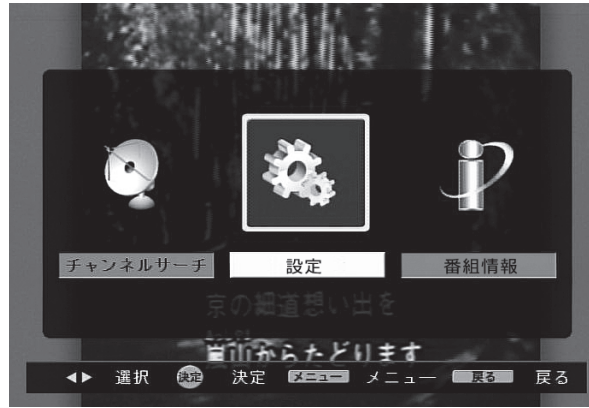 チャンネルサーチ 設定 番組情報
京の細道想い出を
嵐山からたどります
◀▶ 選択 決定 決定 メニュー メニュー 戻る 戻る